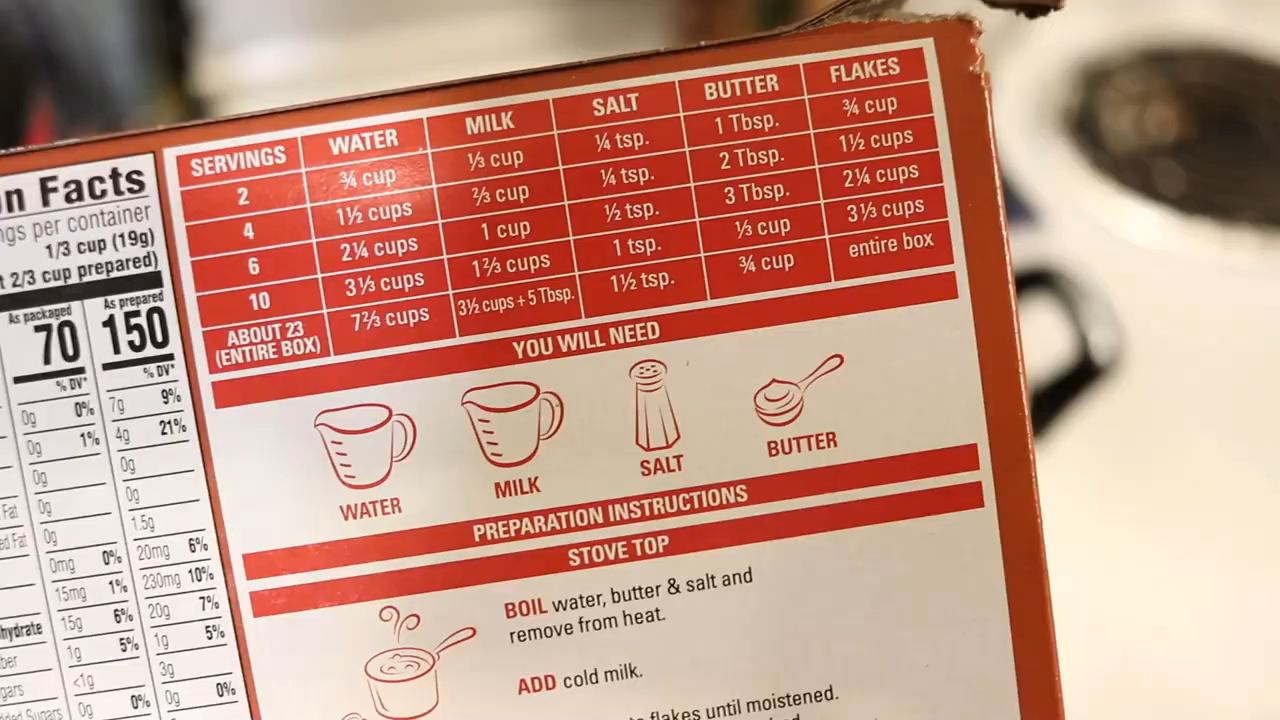 n Facts
ngs per container
1/3 cup (19g)
t 2/3 cup prepared)
As packaged As prepared
70 150
% DV* % DV*
0g 0% 7g 9%
0g 1% 4g 21%
0g 0g
Fat 0g 0g
ed Fat 0g 1.5g
0mg 0% 20mg 6%
15mg 1% 230mg 10%
hydrate 15g 6% 20g 7%
ber 1g 5% 1g 5%
gars <1g 3g
dded Sugars 0g 0% 0g 0%
SERVINGS WATER MILK SALT BUTTER FLAKES
2 ¾ cup ⅓ cup ¼ tsp. 1 Tbsp. ¾ cup
4 1½ cups ⅔ cup ¼ tsp. 2 Tbsp. 1½ cups
6 2¼ cups 1 cup ½ tsp. 3 Tbsp. 2¼ cups
10 3⅓ cups 1⅔ cups 1 tsp. ⅓ cup 3⅓ cups
ABOUT 23 (ENTIRE BOX) 7⅔ cups 3½ cups + 5 Tbsp. 1½ tsp. ¾ cup entire box
YOU WILL NEED
WATER MILK SALT BUTTER
PREPARATION INSTRUCTIONS
STOVE TOP
BOIL water, butter & salt and
remove from heat.
ADD cold milk.
flakes until moistened.